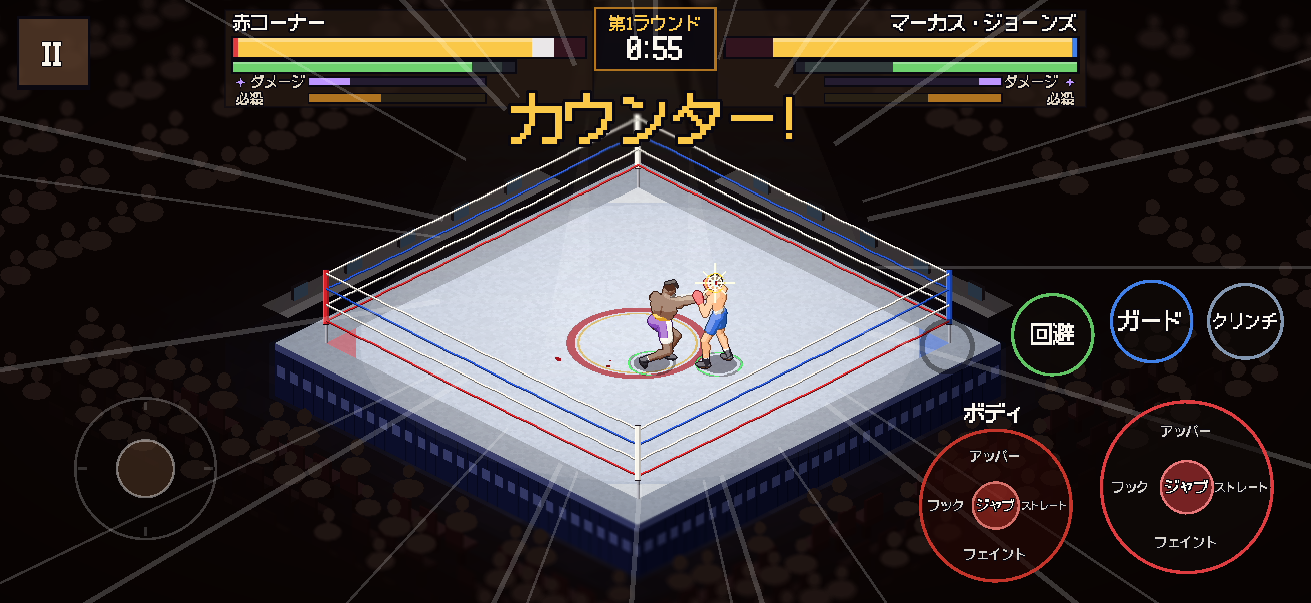 赤コーナー
第1ラウンド
0:55
マーカス・ジョーンズ
ダメージ
必殺
ダメージ
必殺
カウンター!
回避
ガード
クリンチ
ボディ
アッパー
フック
ジャブ
ストレート
フェイント
アッパー
フック
ジャブ
ストレート
フェイント